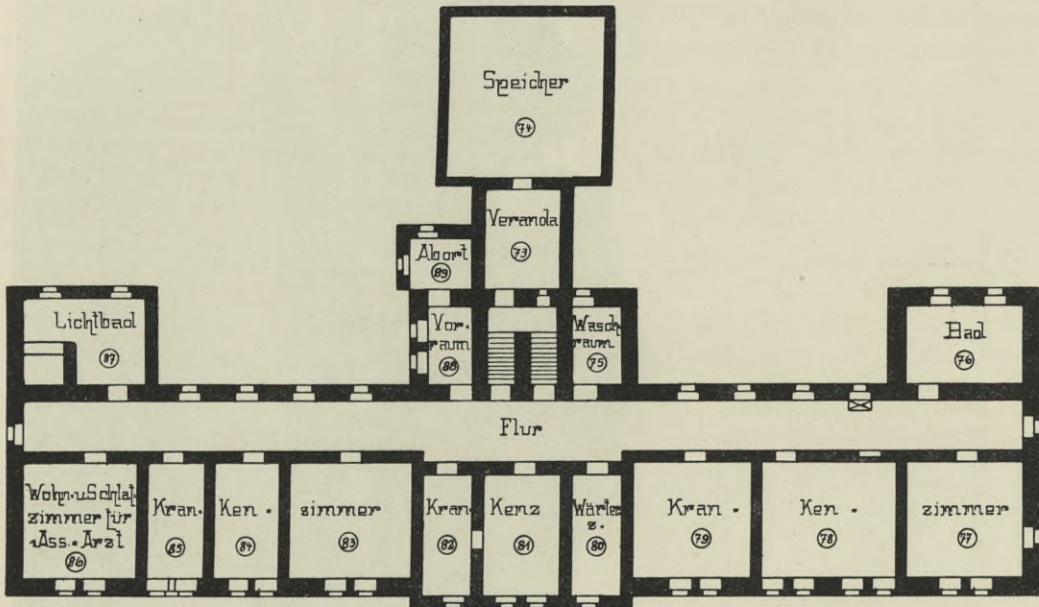 Speicher
74
Veranda
73
Abort
89
Lichtbad
87
Vor-
raum
88
Wasch
raum
75
Bad
76
Flur
Wohn-u.Schlaf-
zimmer für
Ass.-Arzt
86
Kran-
85
Ken-
84
zimmer
83
Kran-
82
Kenz
81
Wärter
z.
80
Kran-
79
Ken-
78
zimmer
77